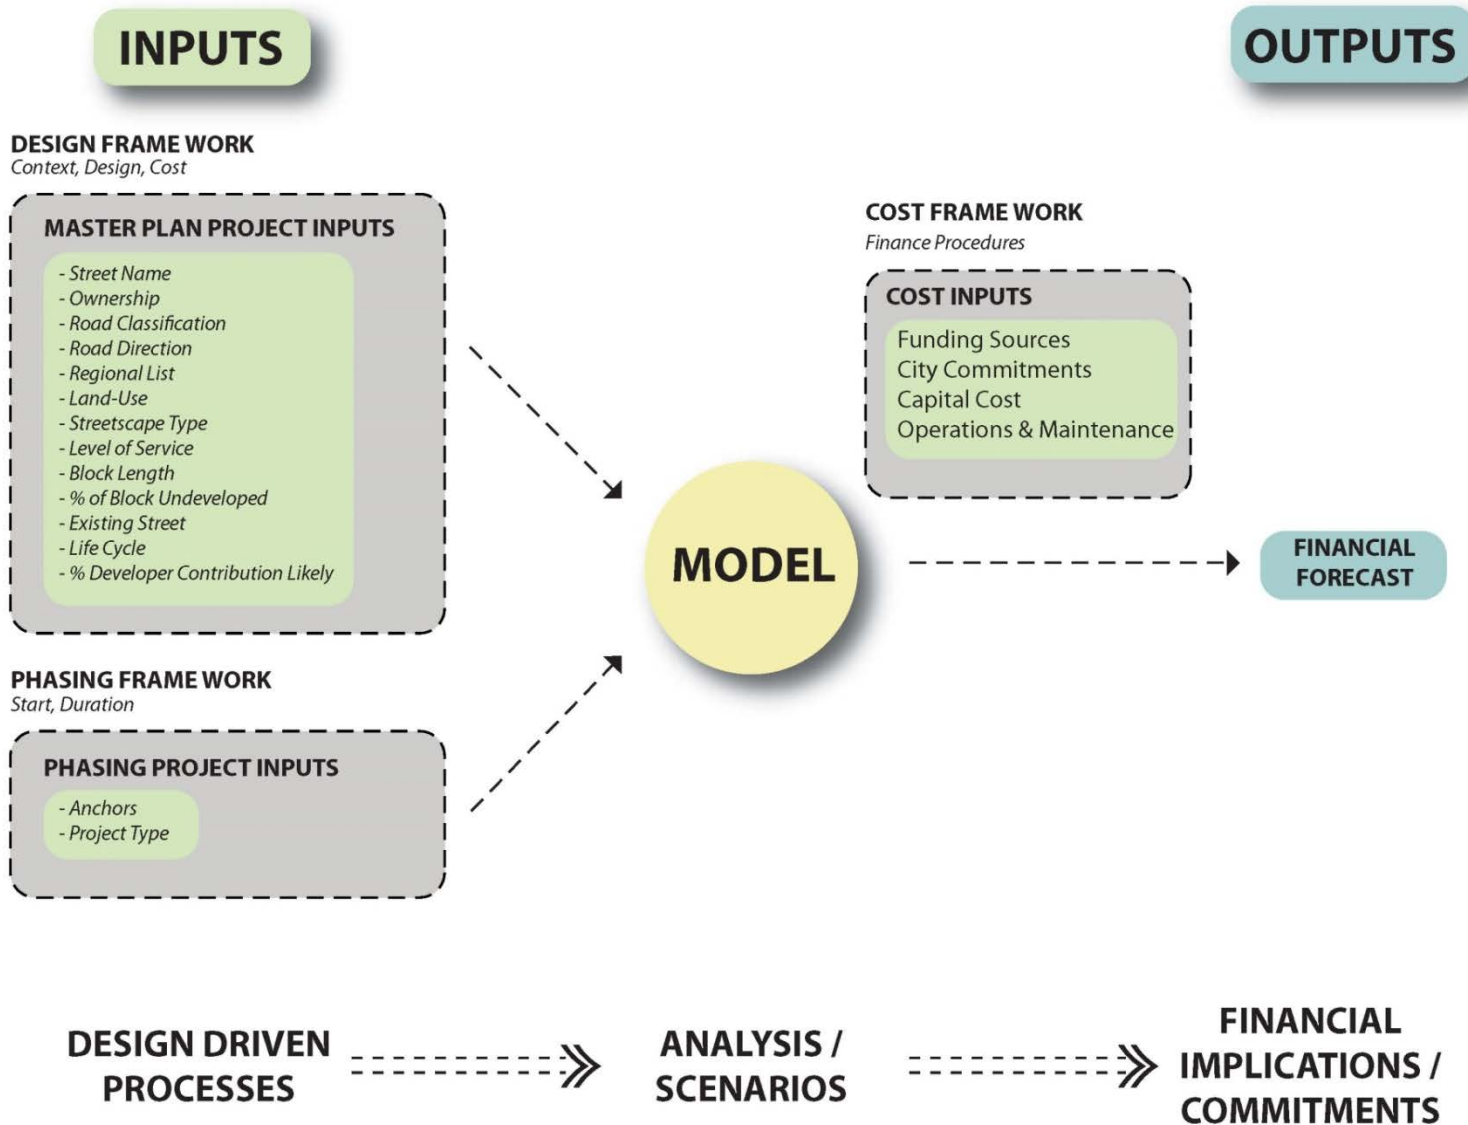 INPUTS
OUTPUTS
DESIGN FRAME WORK
Context, Design, Cost
MASTER PLAN PROJECT INPUTS
- Street Name
- Ownership
- Road Classification
- Road Direction
- Regional List
- Land-Use
- Streetscape Type
- Level of Service
- Block Length
- % of Block Undeveloped
- Existing Street
- Life Cycle
- % Developer Contribution Likely
PHASING FRAME WORK
Start, Duration
PHASING PROJECT INPUTS
- Anchors
- Project Type
MODEL
COST FRAME WORK
Finance Procedures
COST INPUTS
Funding Sources
City Commitments
Capital Cost
Operations & Maintenance
FINANCIAL
FORECAST
DESIGN DRIVEN
PROCESSES
ANALYSIS /
SCENARIOS
FINANCIAL
IMPLICATIONS /
COMMITMENTS